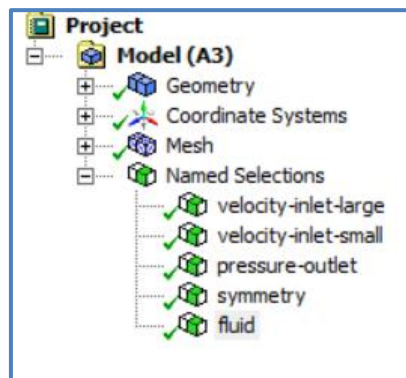 Project
Model (A3)
Geometry
Coordinate Systems
Mesh
Named Selections
velocity-inlet-large
velocity-inlet-small
pressure-outlet
symmetry
fluid